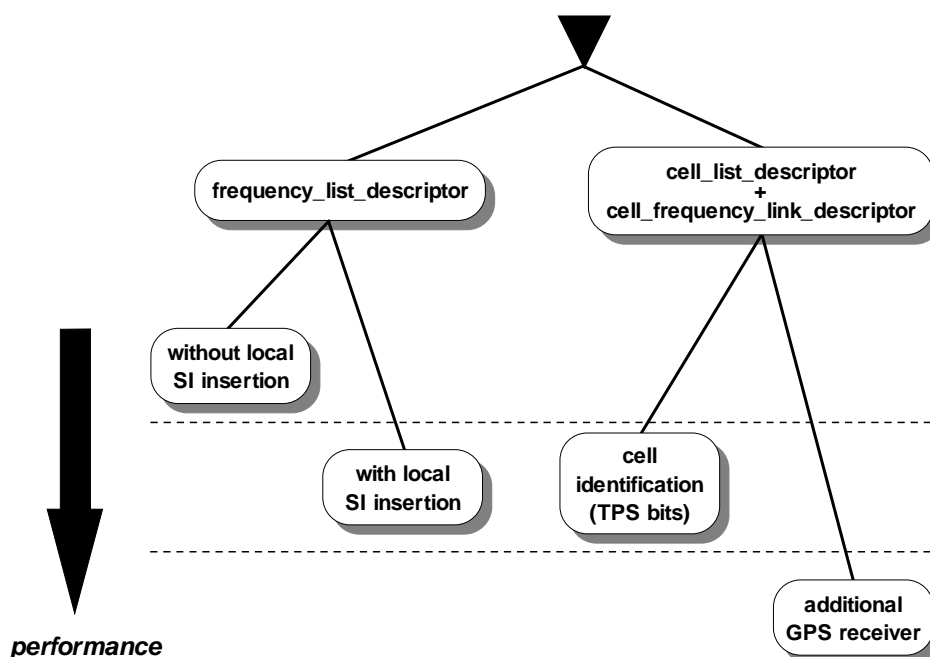 frequency_list_descriptor
cell_list_descriptor
+
cell_frequency_link_descriptor
without local
SI insertion
with local
SI insertion
cell
identification
(TPS bits)
additional
GPS receiver
performance